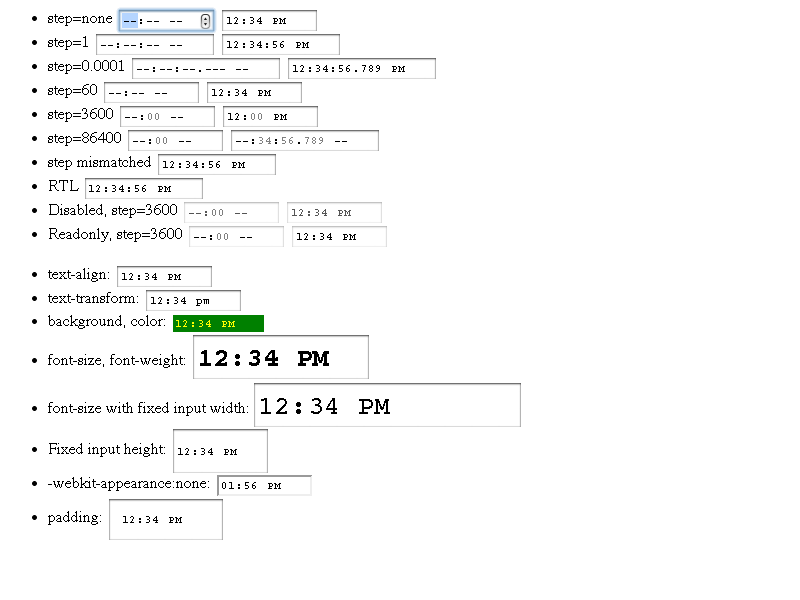 step=none --:-- -- 12:34 PM
step=1 --:--:-- -- 12:34:56 PM
step=0.0001 --:--:--.--- -- 12:34:56.789 PM
step=60 --:-- -- 12:34 PM
step=3600 --:00 -- 12:00 PM
step=86400 --:00 -- --:34:56.789 --
step mismatched 12:34:56 PM
RTL 12:34:56 PM
Disabled, step=3600 --:00 -- 12:34 PM
Readonly, step=3600 --:00 -- 12:34 PM
text-align: 12:34 PM
text-transform: 12:34 pm
background, color: 12:34 PM
font-size, font-weight: 12:34 PM
font-size with fixed input width: 12:34 PM
Fixed input height: 12:34 PM
-webkit-appearance:none: 01:56 PM
padding: 12:34 PM